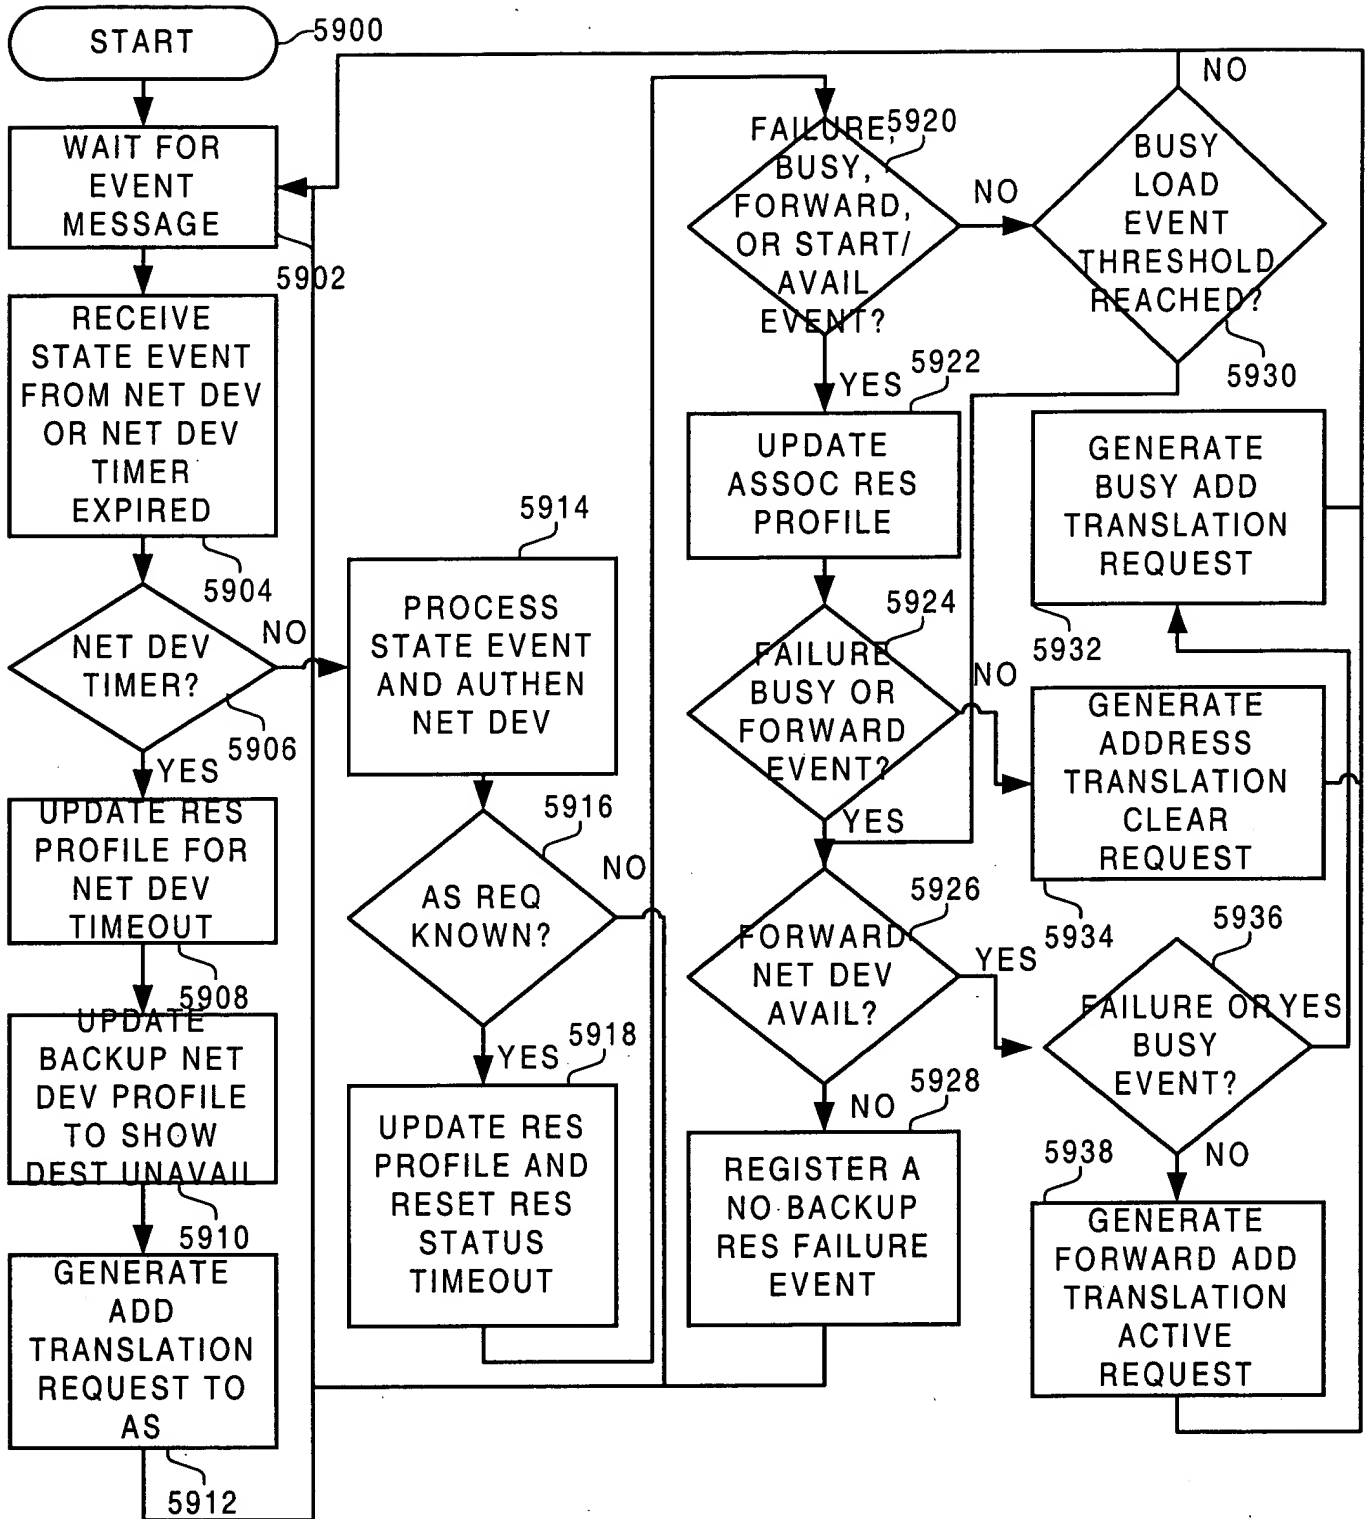 START
5900
WAIT FOR
EVENT
MESSAGE
5902
RECEIVE
STATE EVENT
FROM NET DEV
OR NET DEV
TIMER
EXPIRED
5904
NET DEV
TIMER?
NO
5906
YES
UPDATE RES
PROFILE FOR
NET DEV
TIMEOUT
5908
UPDATE
BACKUP NET
DEV PROFILE
TO SHOW
DEST UNAVAIL
5910
GENERATE
ADD
TRANSLATION
REQUEST TO
AS
5912
5914
PROCESS
STATE EVENT
AND AUTHEN
NET DEV
5916
AS REQ
KNOWN?
NO
YES
5918
UPDATE RES
PROFILE AND
RESET RES
STATUS
TIMEOUT
5920
FAILURE,
BUSY,
FORWARD,
OR START/
AVAIL
EVENT?
NO
YES
5922
UPDATE
ASSOC RES
PROFILE
5924
FAILURE
BUSY OR
FORWARD
EVENT?
NO
YES
5926
FORWARD
NET DEV
AVAIL?
YES
NO
5928
REGISTER A
NO BACKUP
RES FAILURE
EVENT
NO
BUSY
LOAD
EVENT
THRESHOLD
REACHED?
5930
GENERATE
BUSY ADD
TRANSLATION
REQUEST
5932
GENERATE
ADDRESS
TRANSLATION
CLEAR
REQUEST
5934
5936
FAILURE OR
BUSY
EVENT?
YES
NO
5938
GENERATE
FORWARD ADD
TRANSLATION
ACTIVE
REQUEST